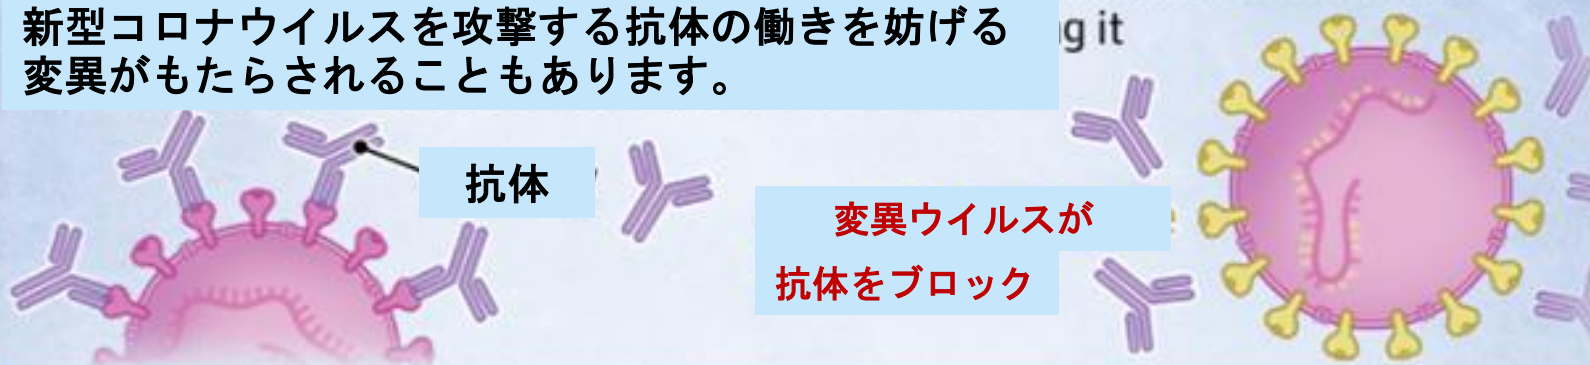 新型コロナウイルスを攻撃する抗体の働きを妨げる
変異がもたらされることもあります。
g it
抗体
変異ウイルスが
抗体をブロック